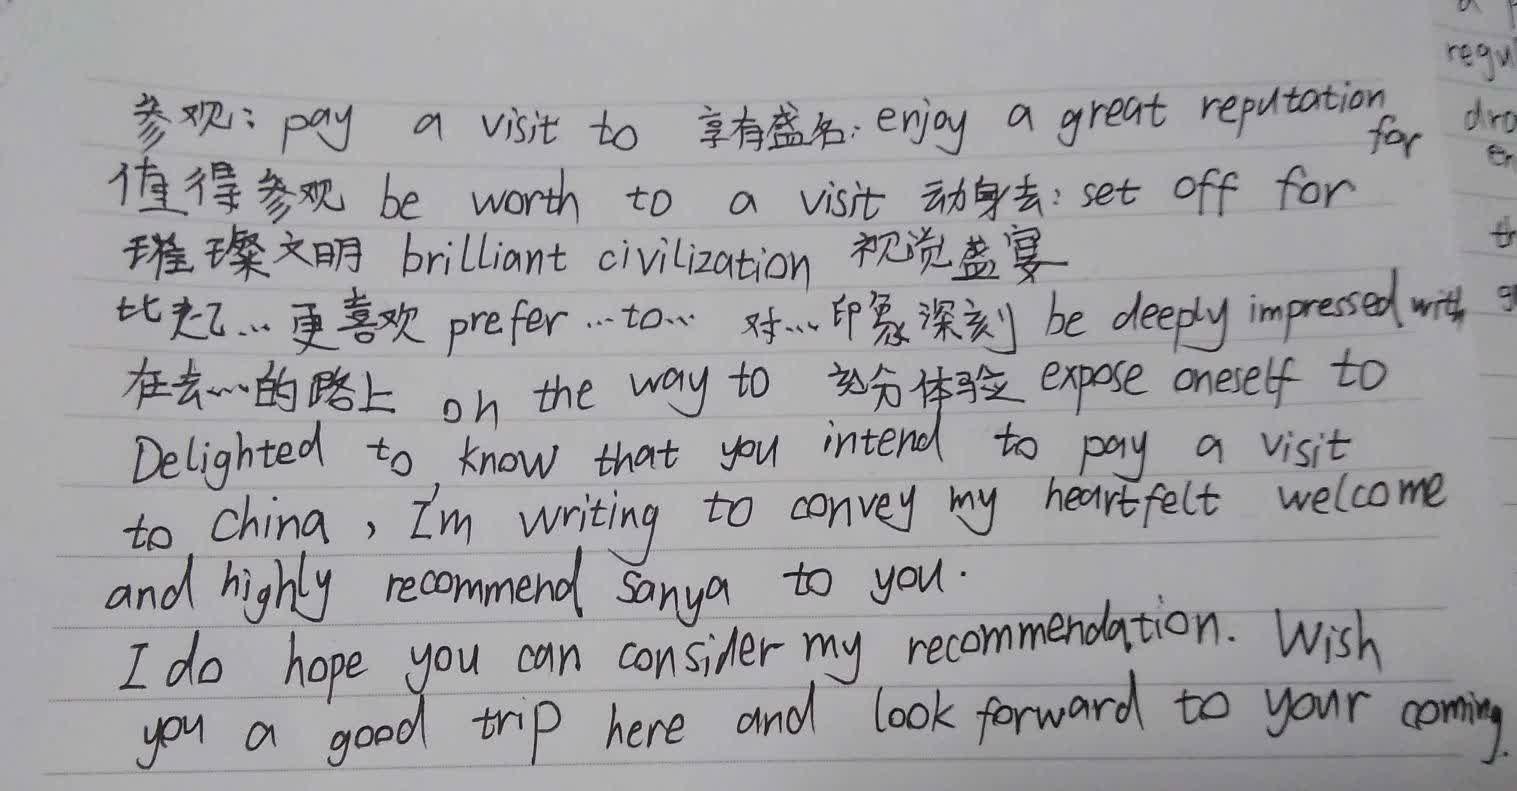 参观: pay a visit to 享有盛名: enjoy a great reputation for
值得参观 be worth to a visit 动身去: set off for
璀璨文明 brilliant civilization 视觉盛宴
比起... 更喜欢 prefer ... to... 对... 印象深刻 be deeply impressed with
在去...的路上 on the way to 充分体验 expose oneself to
Delighted to know that you intend to pay a visit
to China, I'm writing to convey my heartfelt welcome
and highly recommend Sanya to you.
I do hope you can consider my recommendation. Wish
you a good trip here and look forward to your coming.
regu